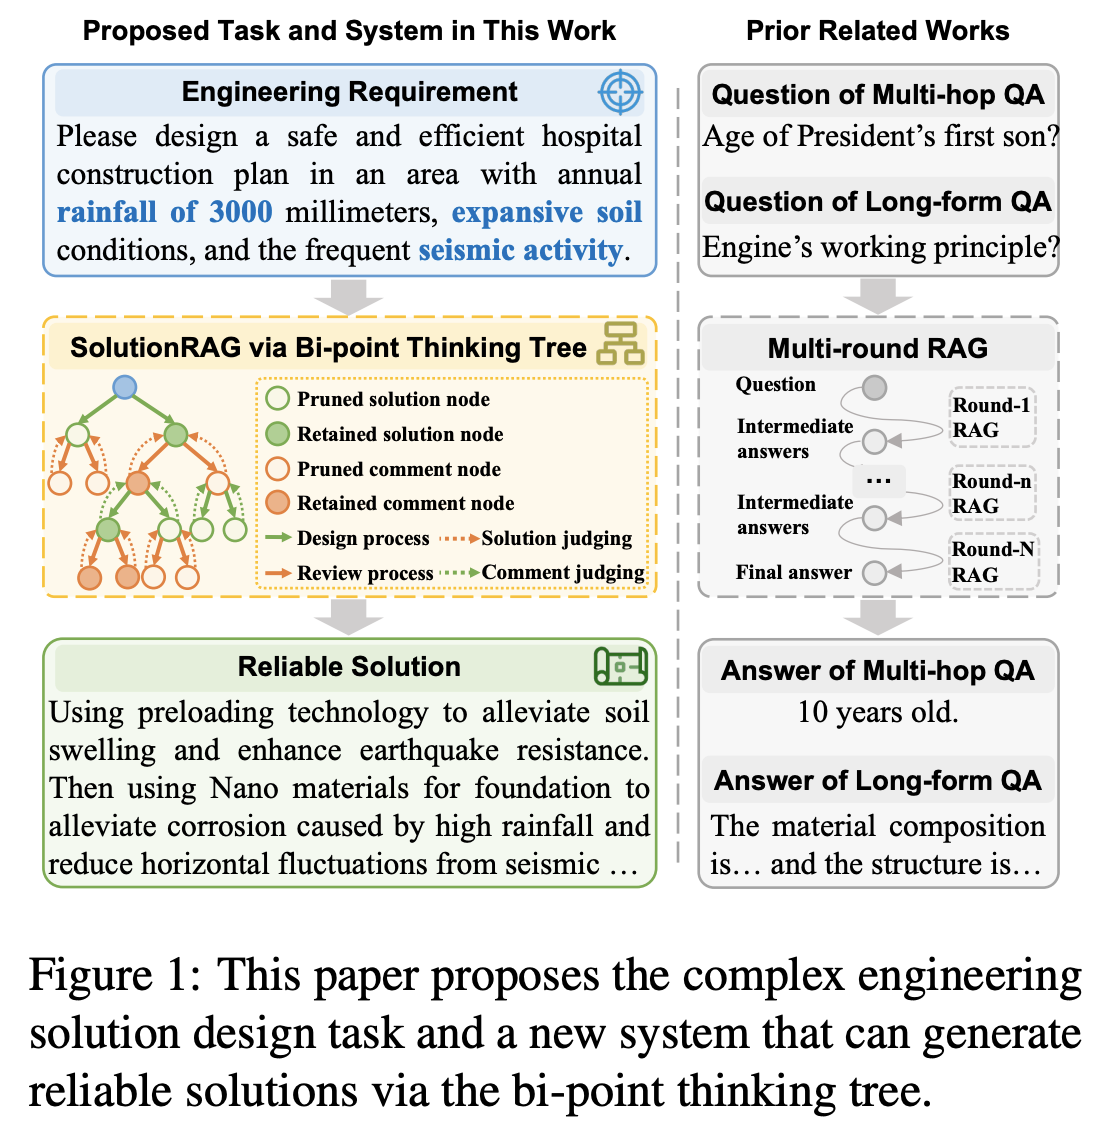 Proposed Task and System in This Work
Engineering Requirement
Please design a safe and efficient hospital
construction plan in an area with annual
rainfall of 3000 millimeters, expansive soil
conditions, and the frequent seismic activity.
SolutionRAG via Bi-point Thinking Tree
Pruned solution node
Retained solution node
Pruned comment node
Retained comment node
Design process
Solution judging
Review process
Comment judging
Reliable Solution
Using preloading technology to alleviate soil
swelling and enhance earthquake resistance.
Then using Nano materials for foundation to
alleviate corrosion caused by high rainfall and
reduce horizontal fluctuations from seismic …
Prior Related Works
Question of Multi-hop QA
Age of President’s first son?
Question of Long-form QA
Engine’s working principle?
Multi-round RAG
Question
Round-1
RAG
Intermediate
answers
...
Round-n
RAG
Intermediate
answers
Round-N
RAG
Final answer
Answer of Multi-hop QA
10 years old.
Answer of Long-form QA
The material composition
is… and the structure is…
Figure 1: This paper proposes the complex engineering
solution design task and a new system that can generate
reliable solutions via the bi-point thinking tree.